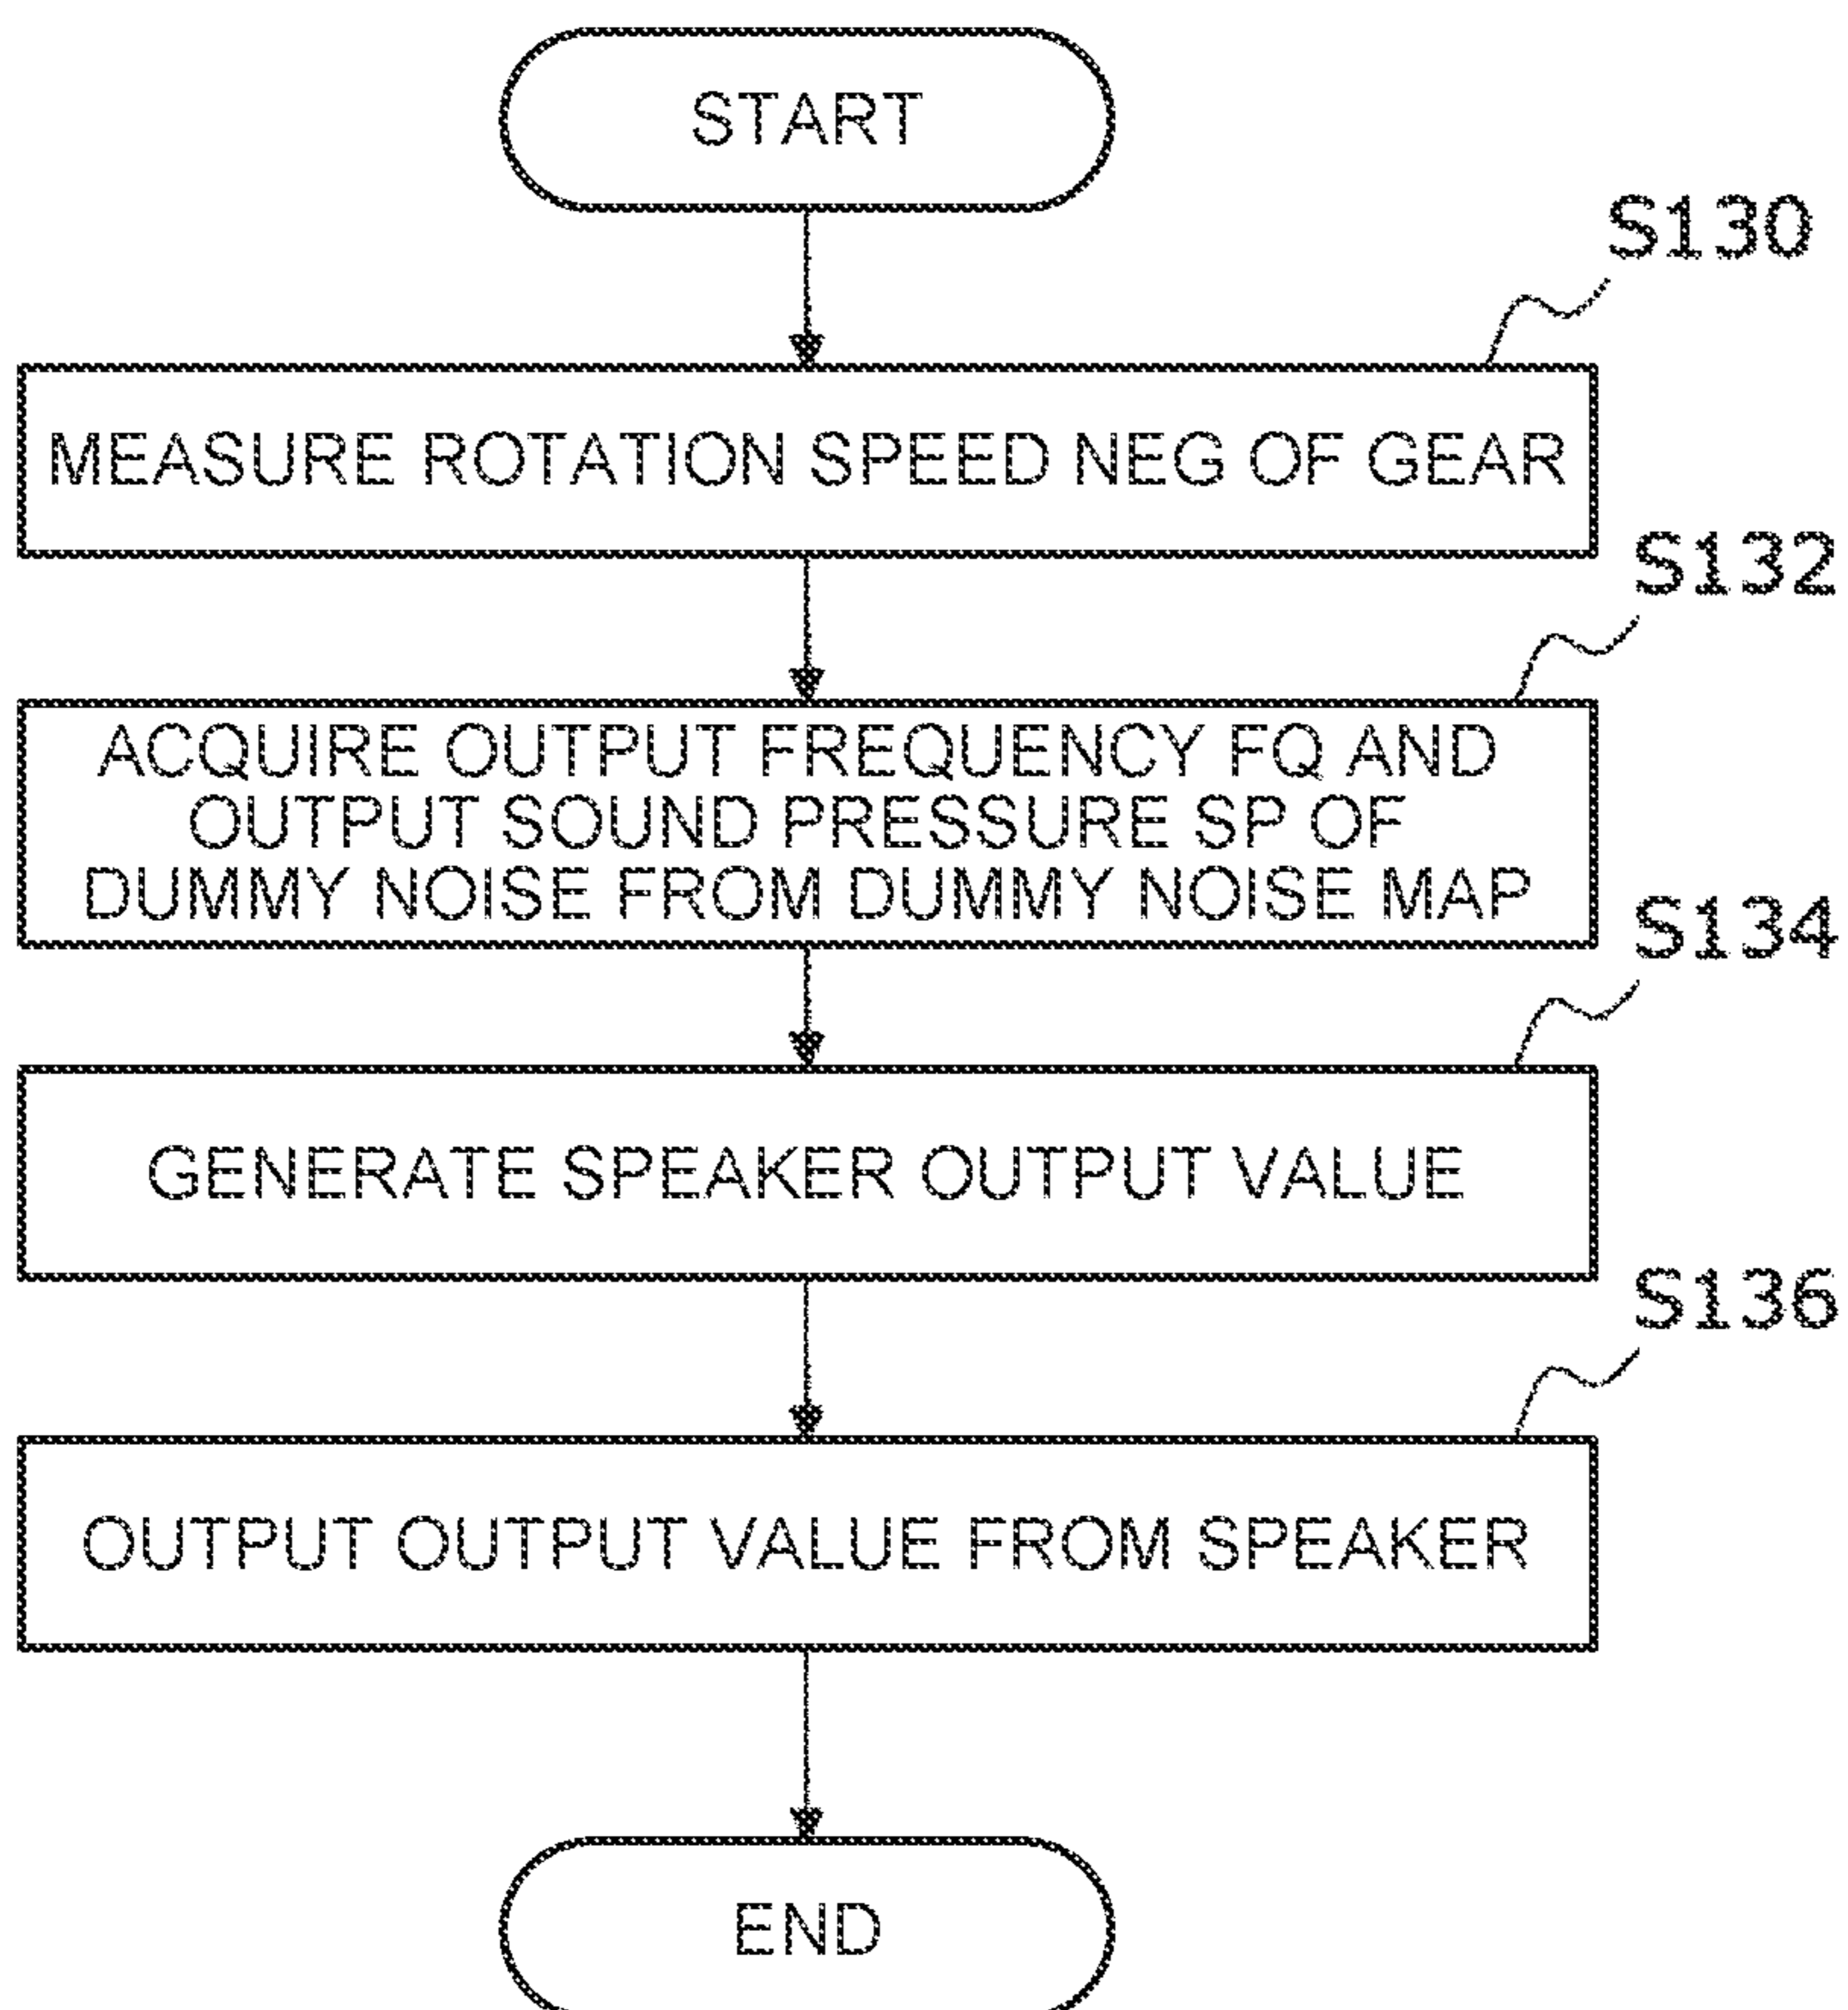 START
S130
MEASURE ROTATION SPEED NEG OF GEAR
S132
ACQUIRE OUTPUT FREQUENCY FQ AND
OUTPUT SOUND PRESSURE SP OF
DUMMY NOISE FROM DUMMY NOISE MAP
S134
GENERATE SPEAKER OUTPUT VALUE
S136
OUTPUT OUTPUT VALUE FROM SPEAKER
END